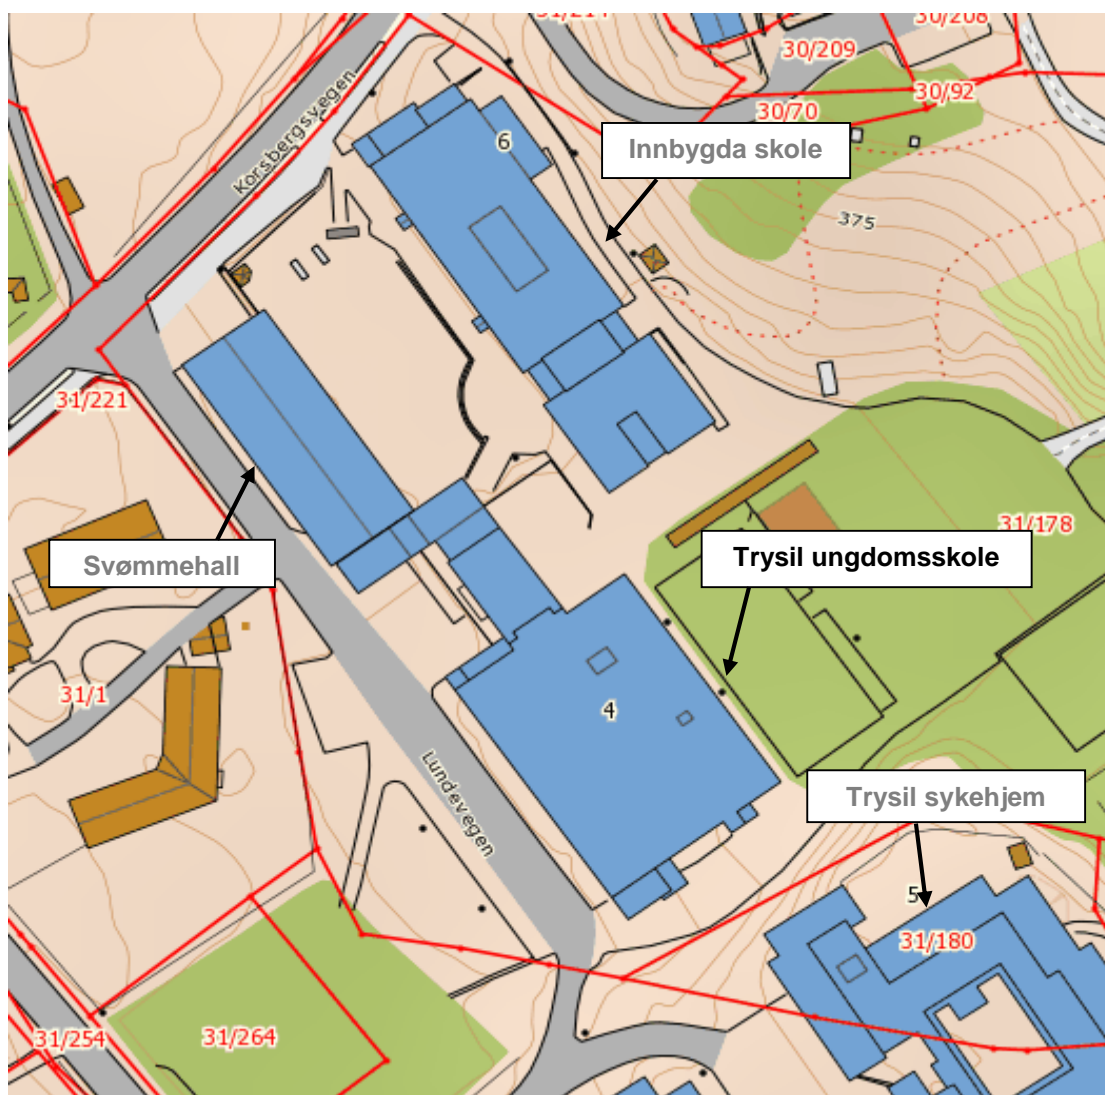 31/214
30/208
30/209
30/92
30/70
Korsbergsvegen
6
Innbygda skole
375
31/221
31/178
Svømmehall
Trysil ungdomsskole
31/1
4
Lundevegen
Trysil sykehjem
5
31/180
31/254
31/264